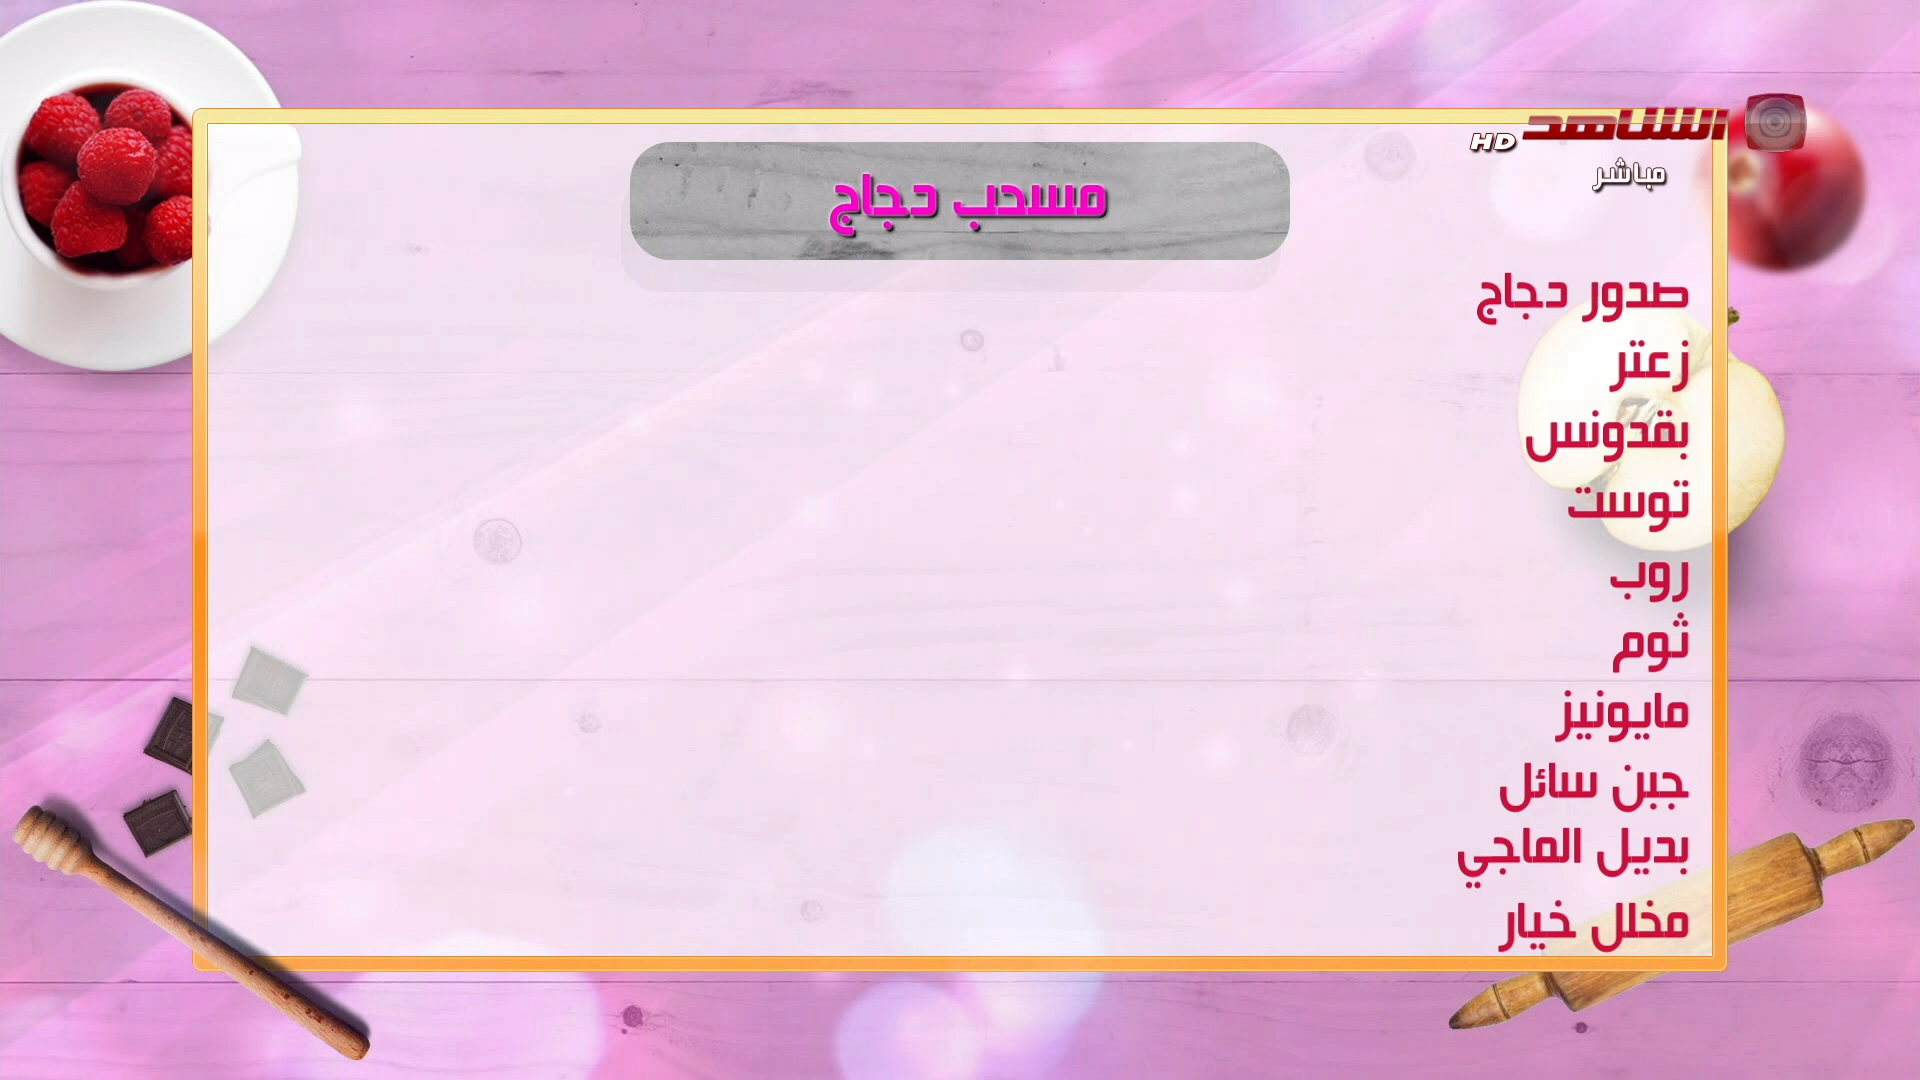 الشاهد HD
مباشر
مسحب دجاج
صدور دجاج
زعتر
بقدونس
توست
روب
ثوم
مايونيز
جبن سائل
بديل الماجي
مخلل خيار